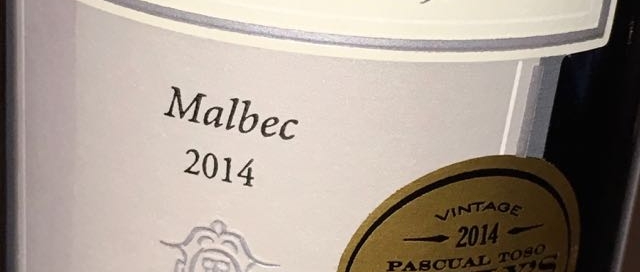 Malbec
2014
VINTAGE
2014
PASCUAL TOSO